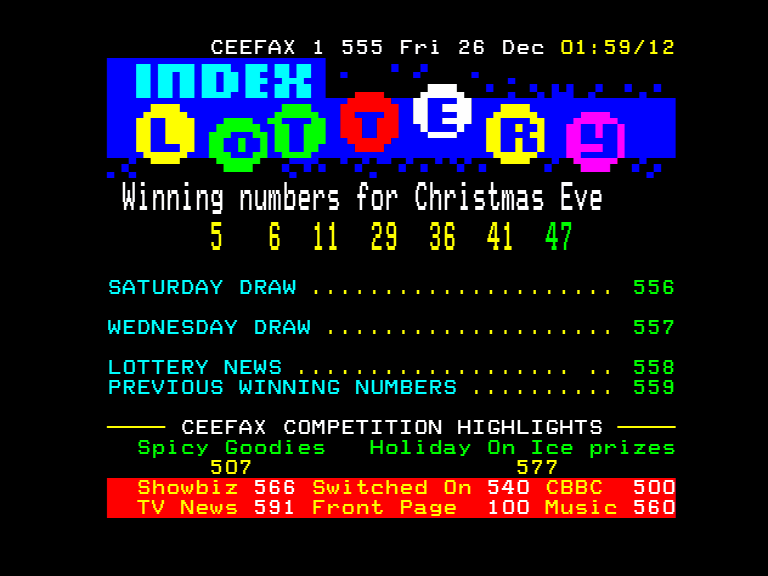 CEEFAX 1 555 Fri 26 Dec 01:59/12
INDEX
LOTTERY
Winning numbers for Christmas Eve
5 6 11 29 36 41 47
SATURDAY DRAW ..................... 556
WEDNESDAY DRAW .................... 557
LOTTERY NEWS ................... .. 558
PREVIOUS WINNING NUMBERS .......... 559
CEEFAX COMPETITION HIGHLIGHTS
Spicy Goodies Holiday On Ice prizes
507 577
Showbiz 566 Switched On 540 CBBC 500
TV News 591 Front Page 100 Music 560